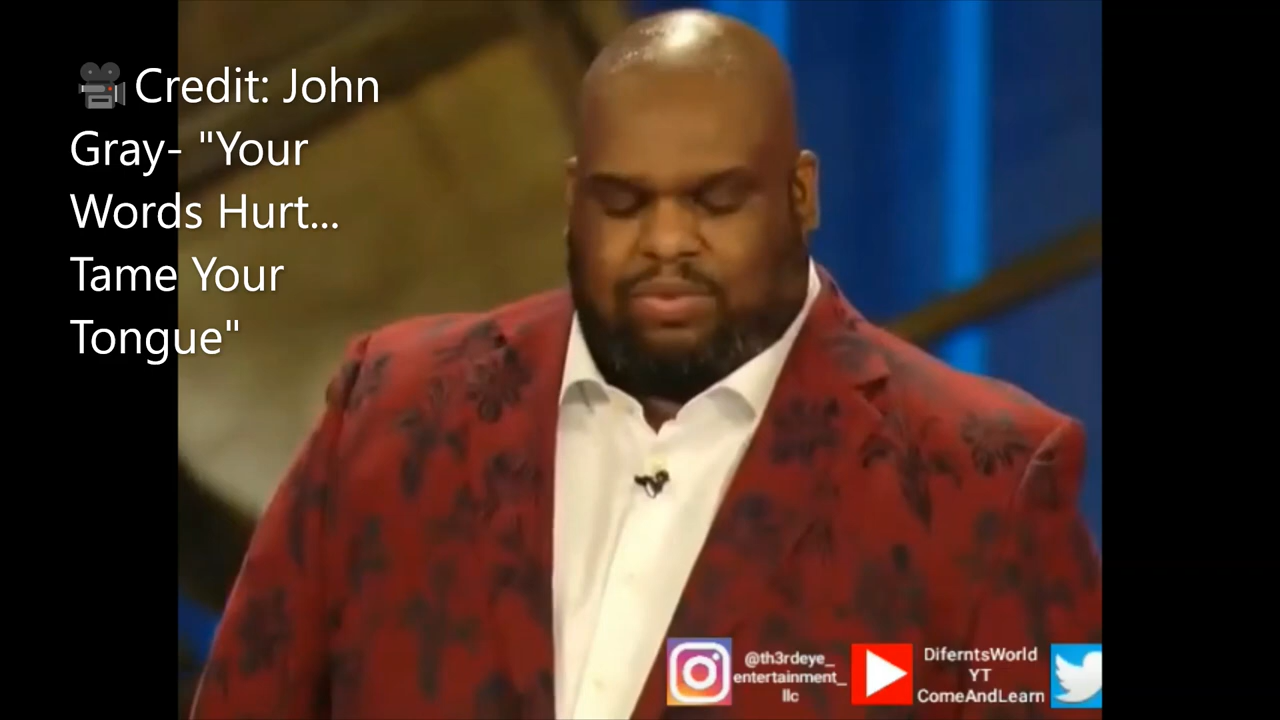 🎥Credit: John
Gray- "Your
Words Hurt...
Tame Your
Tongue"
@th3rdeye_
entertainment_
llc
DiferntsWorld
YT
ComeAndLearn